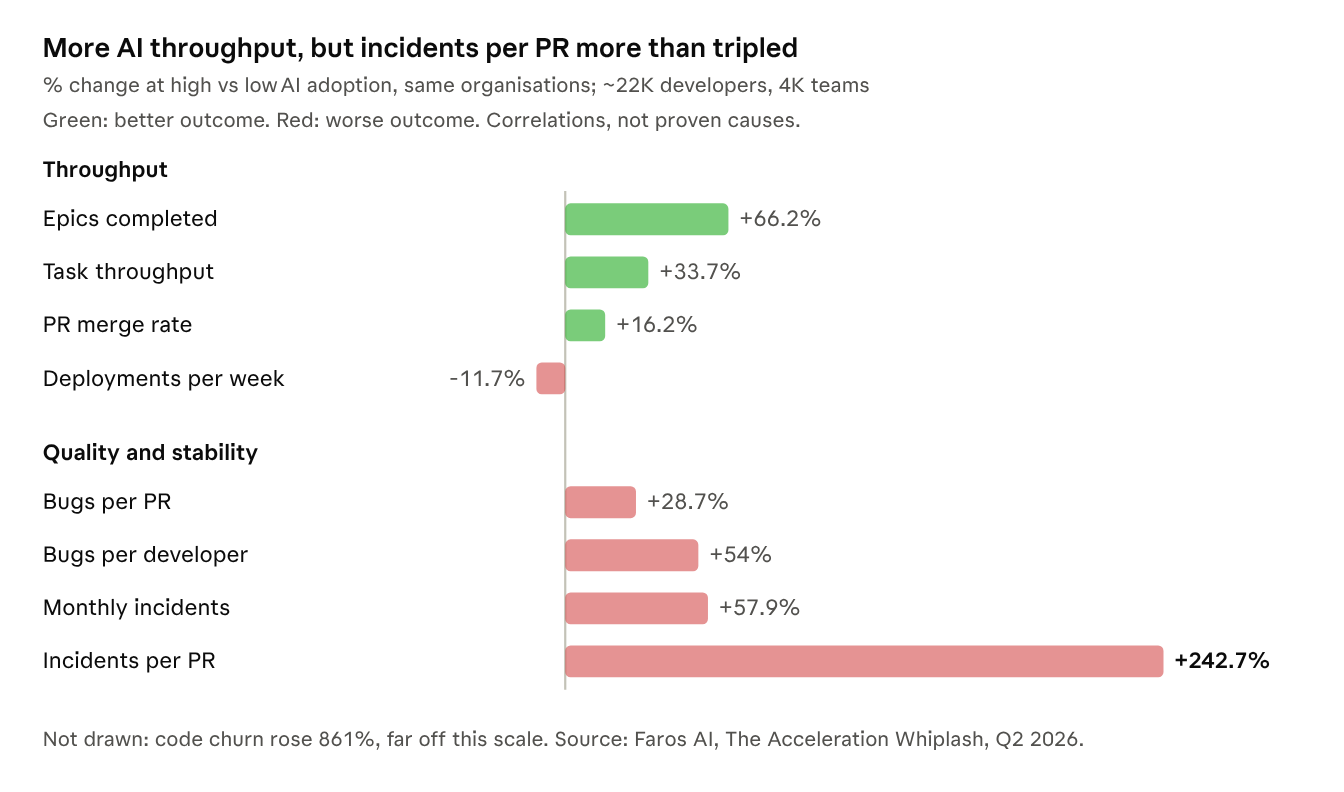 More AI throughput, but incidents per PR more than tripled
% change at high vs low AI adoption, same organisations; ~22K developers, 4K teams
Green: better outcome. Red: worse outcome. Correlations, not proven causes.
Throughput
Epics completed +66.2%
Task throughput +33.7%
PR merge rate +16.2%
Deployments per week -11.7%
Quality and stability
Bugs per PR +28.7%
Bugs per developer +54%
Monthly incidents +57.9%
Incidents per PR +242.7%
Not drawn: code churn rose 861%, far off this scale. Source: Faros AI, The Acceleration Whiplash, Q2 2026.